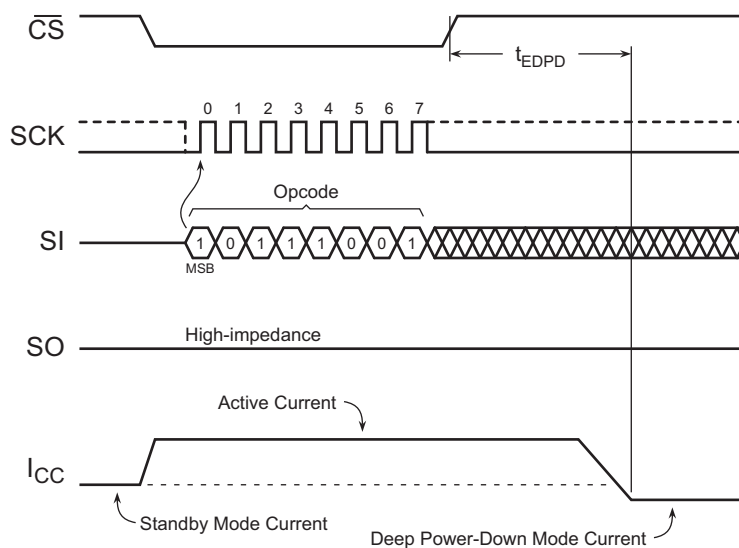 CS
tEDPD
0 1 2 3 4 5 6 7
SCK
Opcode
SI
1 0 1 1 1 0 0 1
MSB
High-impedance
SO
Active Current
ICC
Standby Mode Current
Deep Power-Down Mode Current